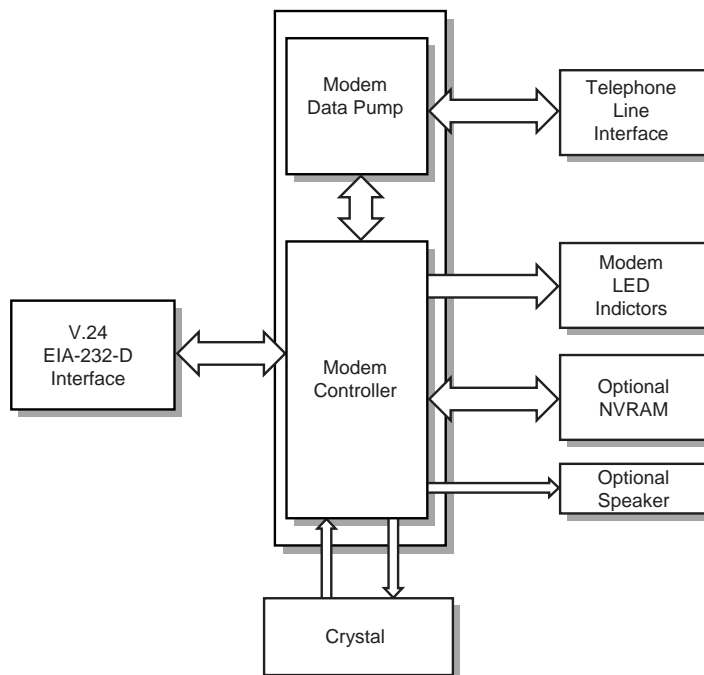 Modem
Data Pump
Telephone
Line
Interface
Modem
LED
Indictors
V.24
EIA-232-D
Interface
Modem
Controller
Optional
NVRAM
Optional
Speaker
Crystal